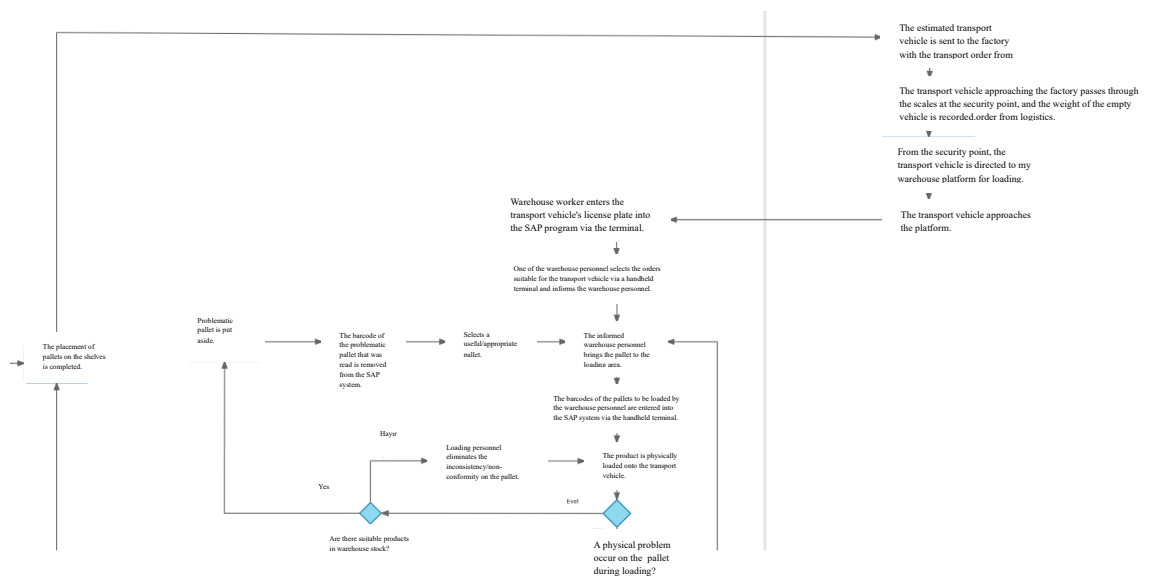 The estimated transport
vehicle is sent to the factory
with the transport order from
The transport vehicle approaching the factory passes through
the scales at the security point, and the weight of the empty
vehicle is recorded.order from logistics.
From the security point, the
transport vehicle is directed to my
warehouse platform for loading.
The transport vehicle approaches
the platform.
Warehouse worker enters the
transport vehicle's license plate into
the SAP program via the terminal.
One of the warehouse personnel selects the orders
suitable for the transport vehicle via a handheld
terminal and informs the warehouse personnel.
The placement of
pallets on the shelves
is completed.
Problematic
pallet is put
aside.
The barcode of
the problematic
pallet that was
read is removed
from the SAP
system.
Selects a
useful/appropriate
pallet.
The informed
warehouse personnel
brings the pallet to the
loading area.
The barcodes of the pallets to be loaded by
the warehouse personnel are entered into
the SAP system via the handheld terminal.
Hayır
Loading personnel
eliminates the
inconsistency/non-
conformity on the pallet.
The product is physically
loaded onto the transport
vehicle.
Yes
Evet
Are there suitable products
in warehouse stock?
A physical problem
occur on the pallet
during loading?